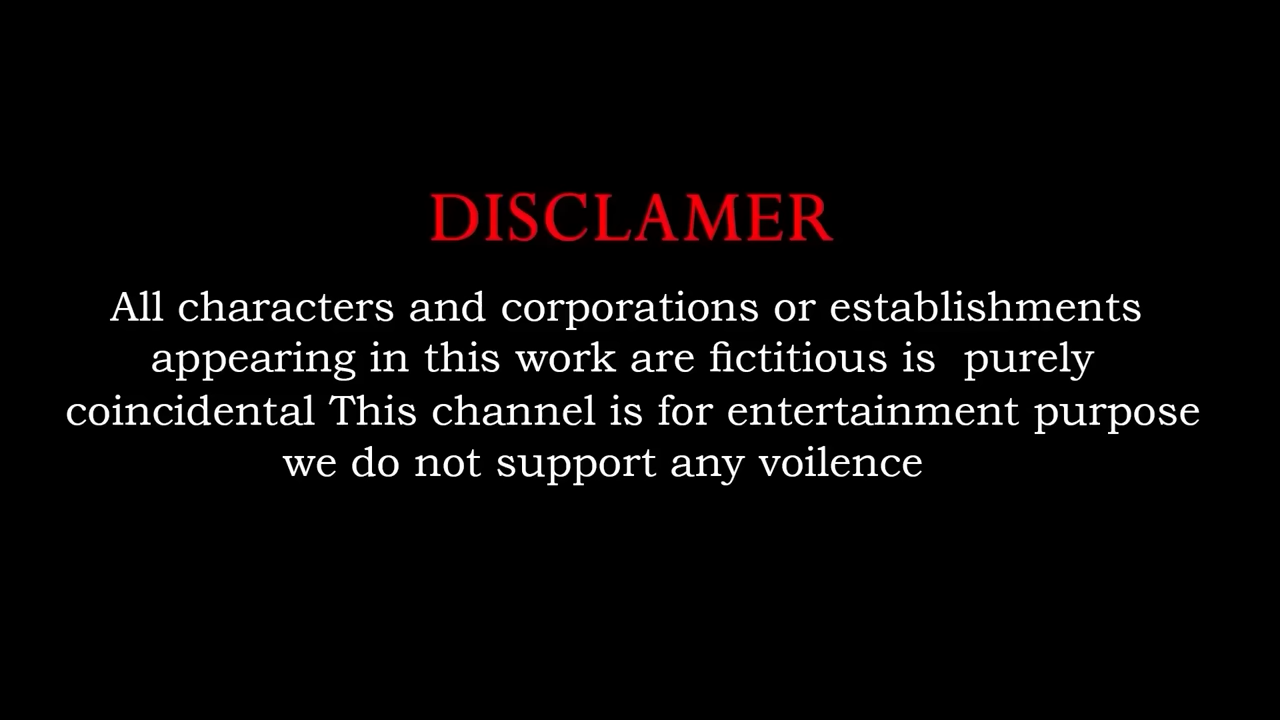 DISCLAMER
All characters and corporations or establishments
appearing in this work are fictitious is  purely
coincidental This channel is for entertainment purpose
we do not support any voilence